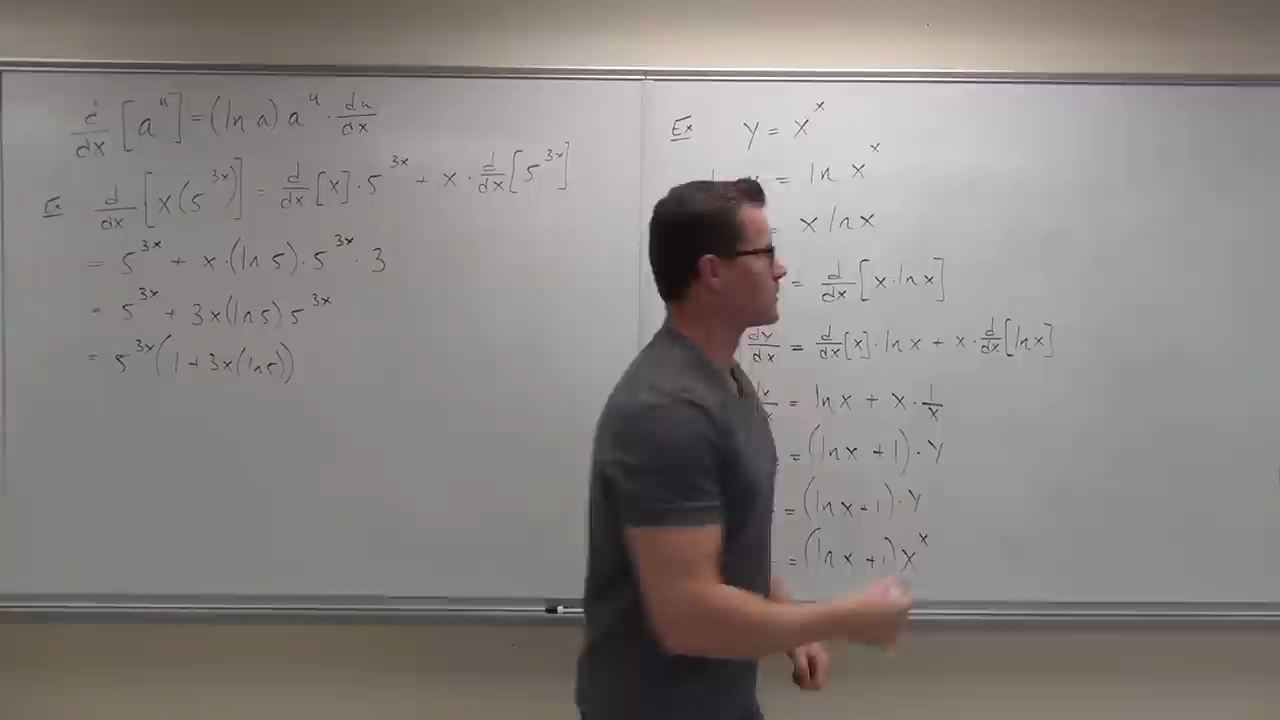 d/dx [a^u] = (ln a) a^u · du/dx
Ex d/dx [x(5^3x)] = d/dx [x] · 5^3x + x · d/dx [5^3x]
= 5^3x + x · (ln 5) · 5^3x · 3
= 5^3x + 3x (ln 5) 5^3x
= 5^3x (1 + 3x (ln 5))
Ex y = x^x
= ln x^x
= x ln x
= d/dx [x · ln x]
dy/dx = d/dx [x] · ln x + x · d/dx [ln x]
= ln x + x · 1/x
= (ln x + 1) · y
= (ln x + 1) · y
= (ln x + 1) x^x